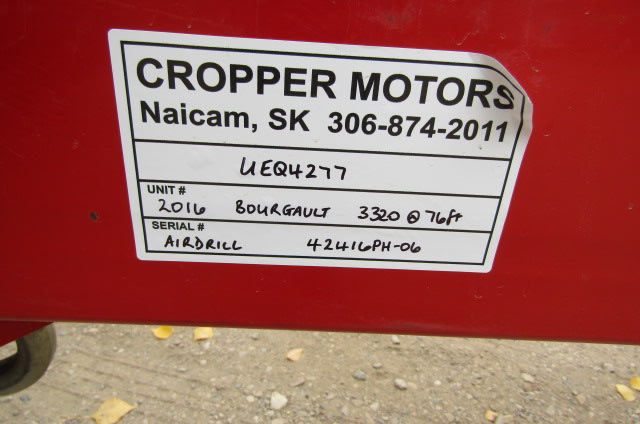 CROPPER MOTORS
Naicam, SK 306-874-2011
UEQ4277
UNIT #
2016 BOURGAULT 3320 @ 76ft
SERIAL #
AIRDRILL 42416PH-06